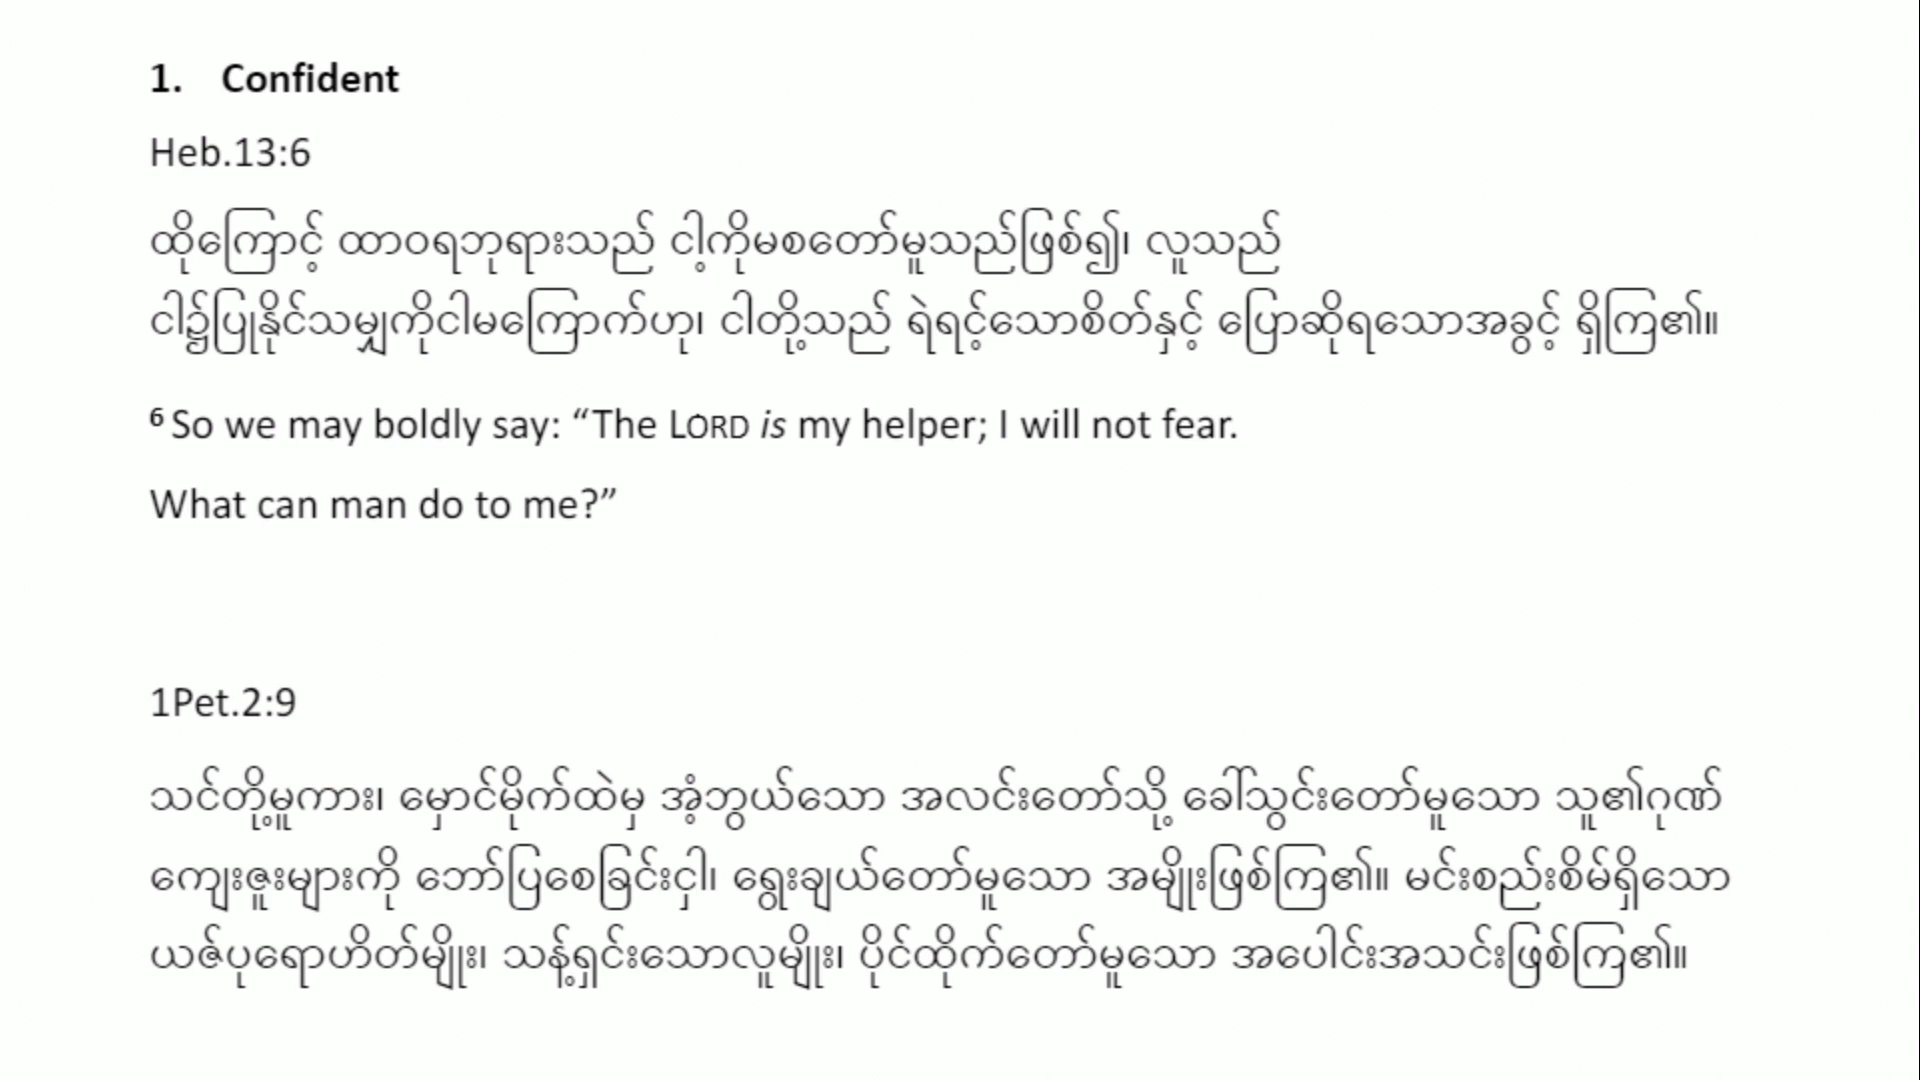 1. Confident
Heb.13:6
ထိုကြောင့် ထာဝရဘုရားသည် ငါ့ကိုမစတော်မူသည်ဖြစ်၍၊ လူသည်
ငါ၌ပြုနိုင်သမျှကိုငါမကြောက်ဟု၊ ငါတို့သည် ရဲရင့်သောစိတ်နှင့် ပြောဆိုရသောအခွင့် ရှိကြ၏။
⁶ So we may boldly say: “The LORD is my helper; I will not fear.
What can man do to me?”
1Pet.2:9
သင်တို့မူကား၊ မှောင်မိုက်ထဲမှ အံ့ဘွယ်သော အလင်းတော်သို့ ခေါ်သွင်းတော်မူသော သူ၏ဂုဏ်
ကျေးဇူးများကို ဘော်ပြစေခြင်းငှါ၊ ရွေးချယ်တော်မူသော အမျိုးဖြစ်ကြ၏။ မင်းစည်းစိမ်ရှိသော
ယဇ်ပုရောဟိတ်မျိုး၊ သန့်ရှင်းသောလူမျိုး၊ ပိုင်ထိုက်တော်မူသော အပေါင်းအသင်းဖြစ်ကြ၏။